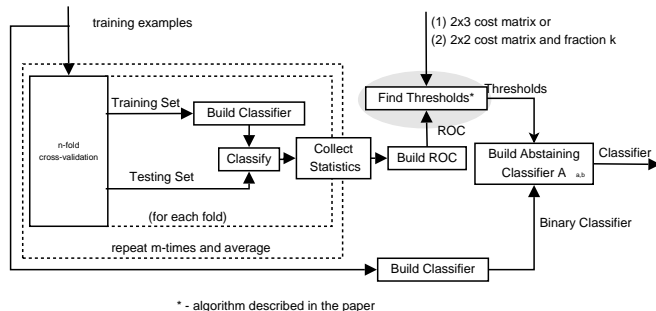 training examples
(1) 2x3 cost matrix or
(2) 2x2 cost matrix and fraction k
Find Thresholds*
Thresholds
Training Set
Build Classifier
ROC
n-fold
cross-validation
Classify
Collect
Statistics
Build ROC
Build Abstaining
Classifier A a,b
Classifier
Testing Set
(for each fold)
Binary Classifier
repeat m-times and average
Build Classifier
* - algorithm described in the paper